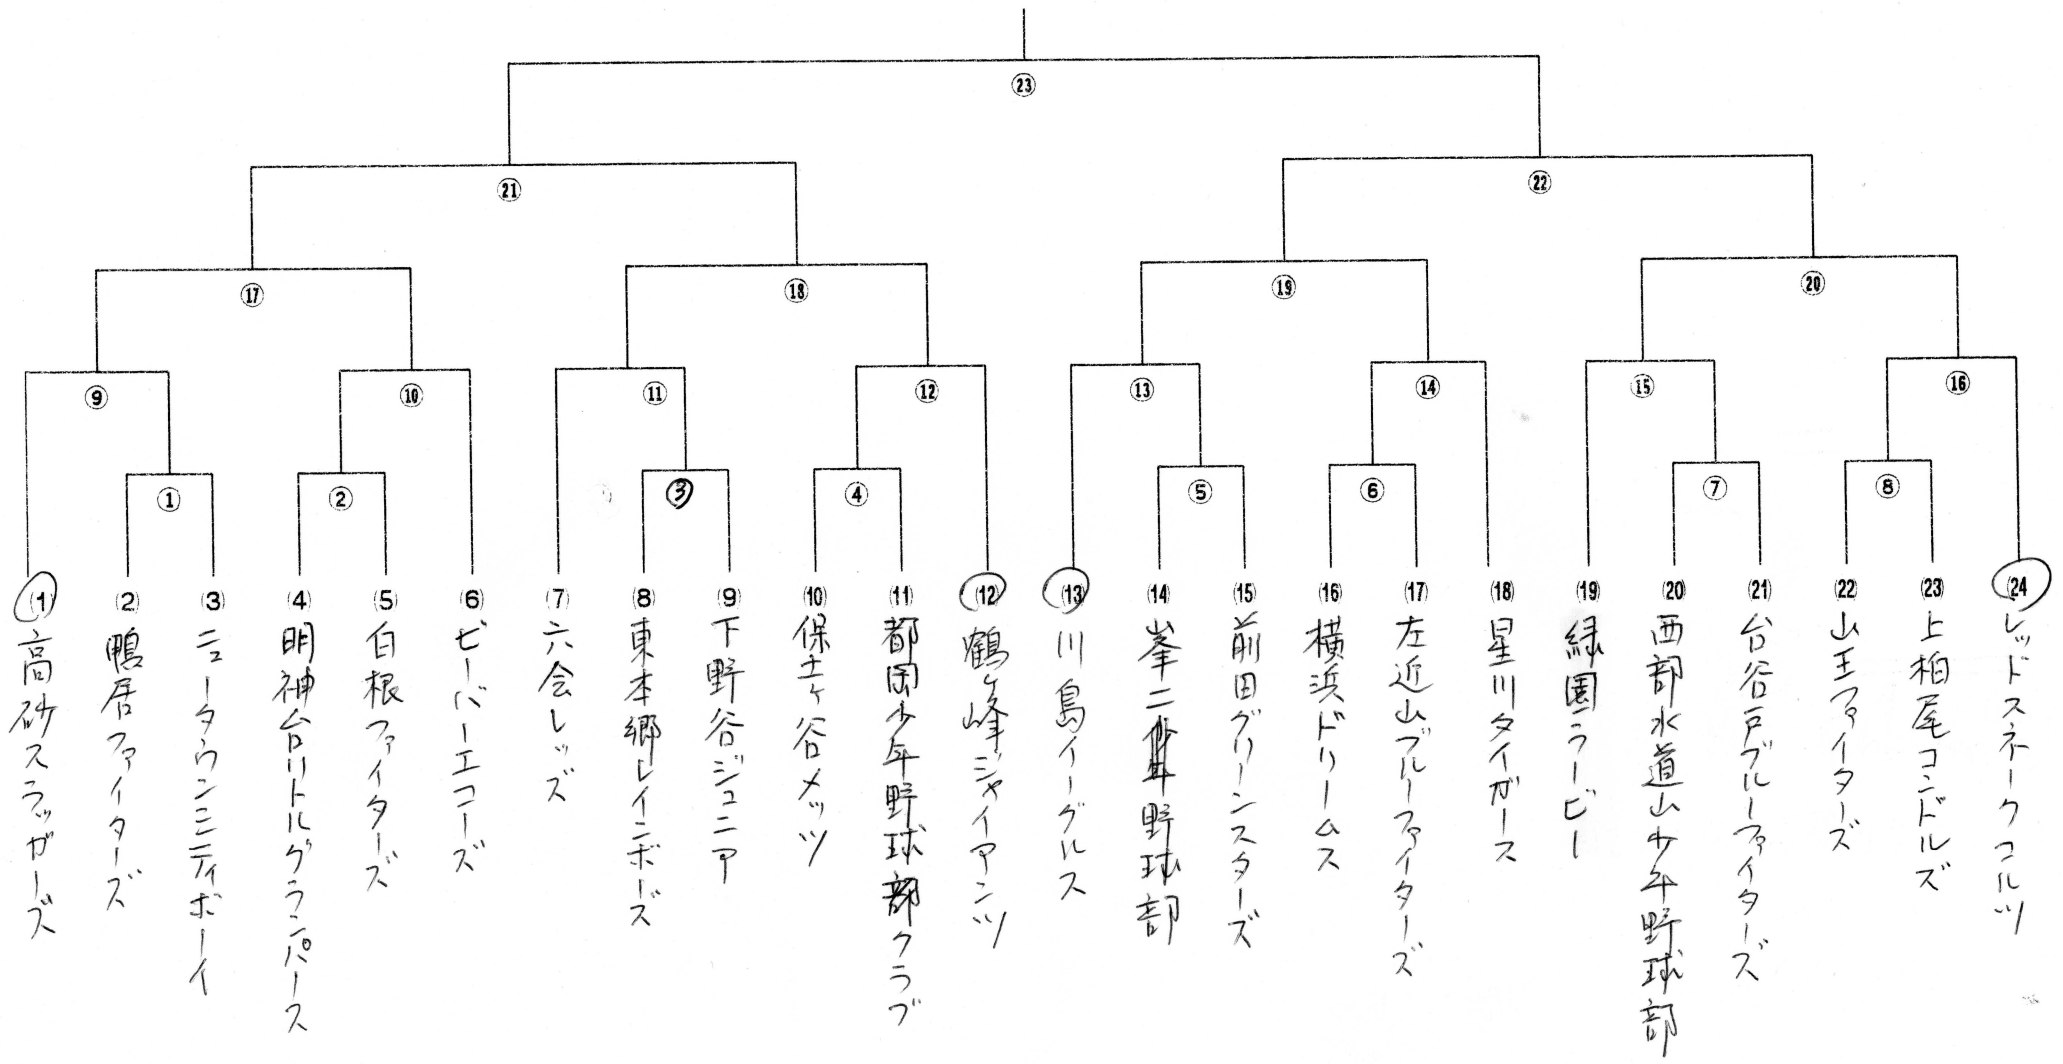 ㉓
㉑
㉒
⑰
⑱
⑲
⑳
⑨
⑩
⑪
⑫
⑬
⑭
⑮
⑯
①
②
③
④
⑤
⑥
⑦
⑧
(1) 高砂スラッガーズ
(2) 鴨居ファイターズ
(3) ニュータウンミニティボーイ
(4) 明神台リトルグランパース
(5) 白根ファイターズ
(6) ビーバーエコーズ
(7) 六会レッズ
(8) 東本郷レインボーズ
(9) 下野谷ジュニア
(10) 保土ヶ谷メッツ
(11) 都岡少年野球部クラブ
(12) 鶴ヶ峰ジャイアンツ
(13) 川島イーグルス
(14) 峯二少年野球部
(15) 前田グリーンスターズ
(16) 横浜ドリームス
(17) 左近山ブルーファイターズ
(18) 星川タイガース
(19) 緑園ラービー
(20) 西部水道山少年野球部
(21) 台谷戸ブルーファイターズ
(22) 山王ファイターズ
(23) 上柏尾コンドルズ
(24) レッドスネークコルツ